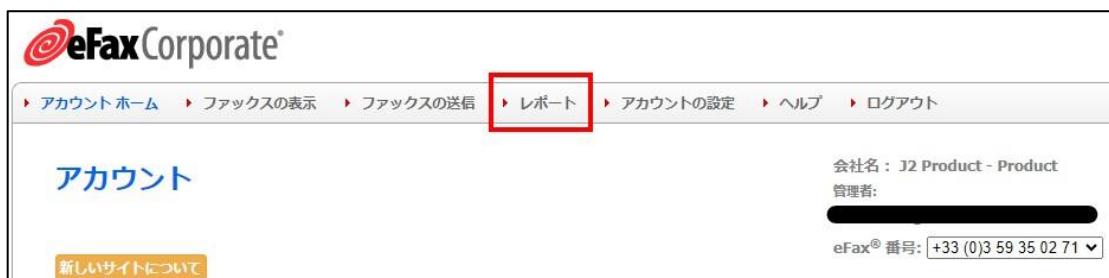 eFax Corporate®
アカウント ホーム ファックスの表示 ファックスの送信 レポート アカウントの設定 ヘルプ ログアウト
アカウント
会社名： J2 Product - Product
管理者:
eFax® 番号: +33 (0)3 59 35 02 71
新しいサイトについて